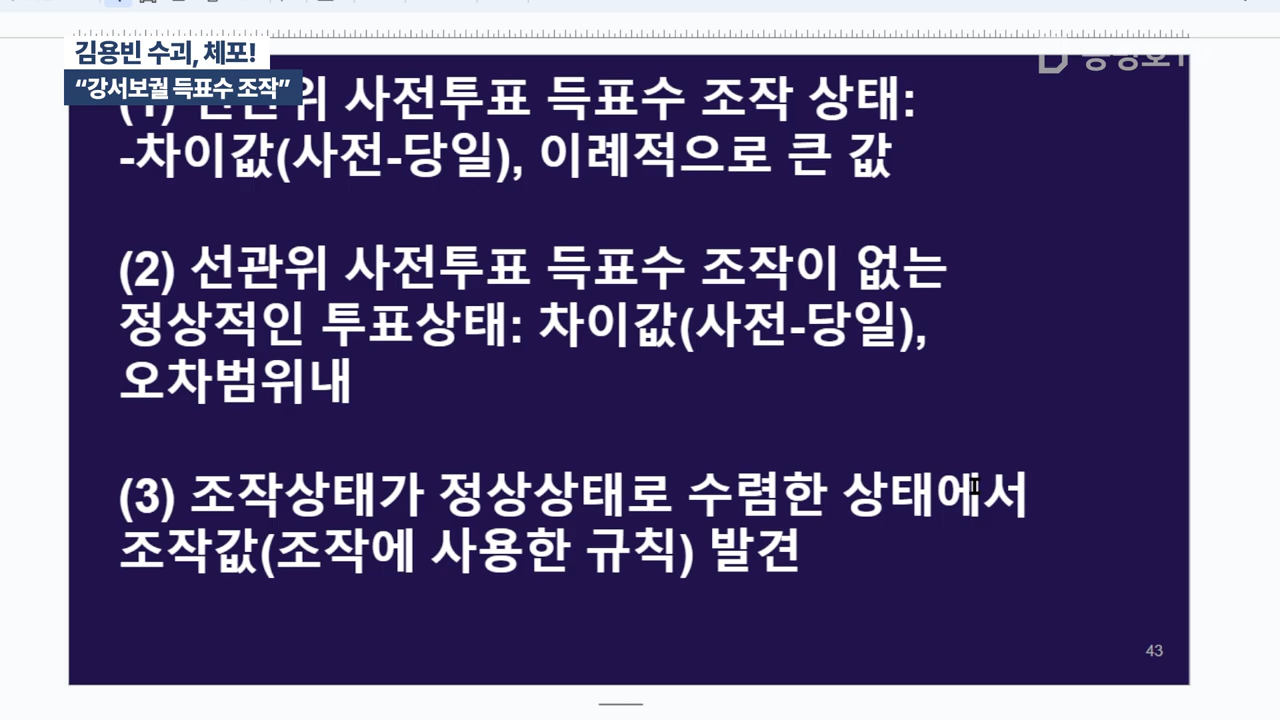 김용빈 수괴, 체포!
“강서보궐 득표수 조작”
위 사전투표 득표수 조작 상태:
-차이값(사전-당일), 이례적으로 큰 값
(2) 선관위 사전투표 득표수 조작이 없는
정상적인 투표상태: 차이값(사전-당일),
오차범위내
(3) 조작상태가 정상상태로 수렴한 상태에서
조작값(조작에 사용한 규칙) 발견
43